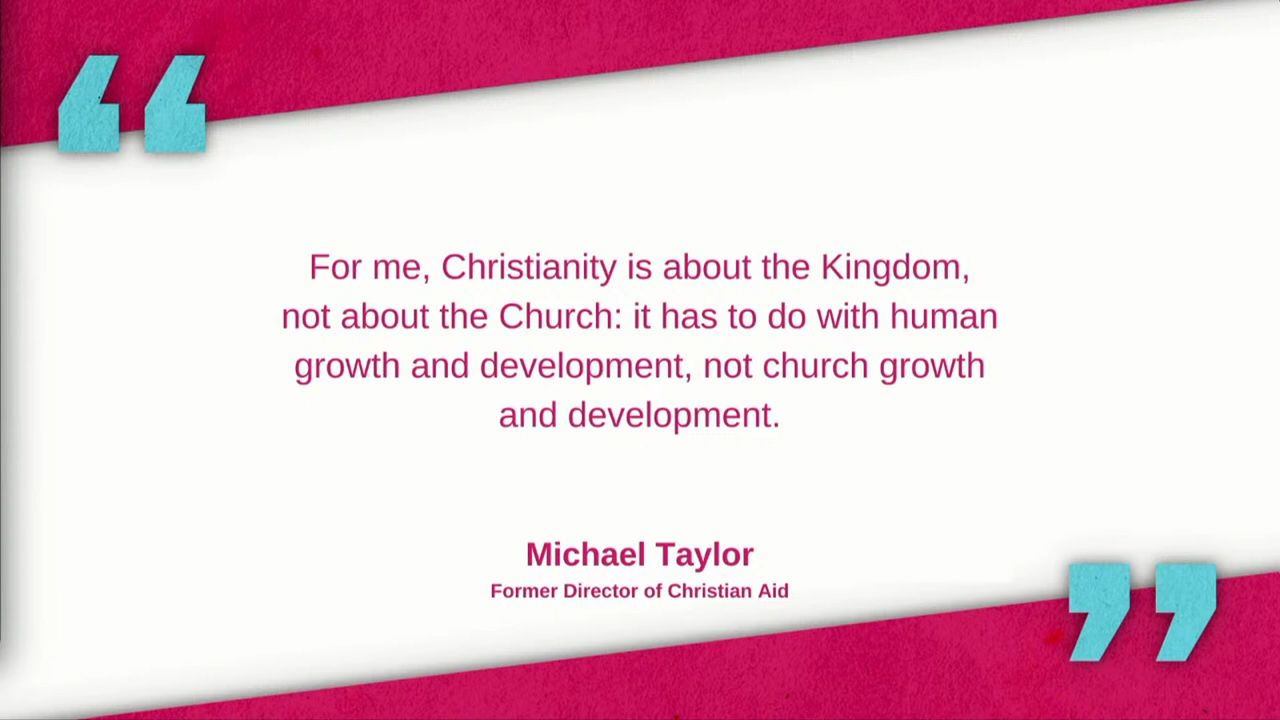 For me, Christianity is about the Kingdom,
not about the Church: it has to do with human
growth and development, not church growth
and development.
Michael Taylor
Former Director of Christian Aid